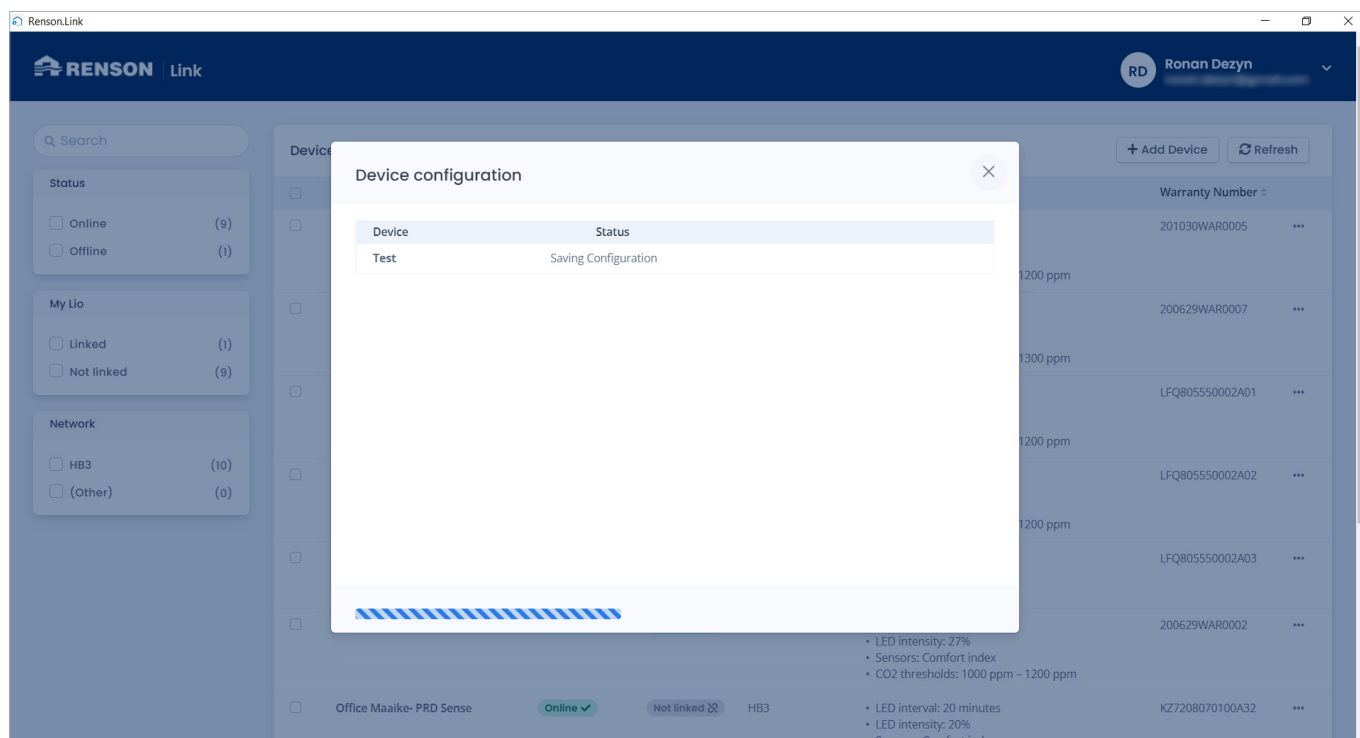 Renson.Link
RENSON Link
RD
Ronan Dezyn
Search
Status
Online (9)
Offline (1)
My Lio
Linked (1)
Not linked (9)
Network
HB3 (10)
(Other) (0)
Device
+ Add Device
Refresh
Warranty Number
Device configuration
Device Status
Test Saving Configuration
201030WAR0005
1200 ppm
200629WAR0007
1300 ppm
LFQ805550002A01
1200 ppm
LFQ805550002A02
1200 ppm
LFQ805550002A03
200629WAR0002
• LED intensity: 27%
• Sensors: Comfort index
• CO2 thresholds: 1000 ppm – 1200 ppm
Office Maaike- PRD Sense Online Not linked HB3 • LED interval: 20 minutes KZ7208070100A32
• LED intensity: 20%